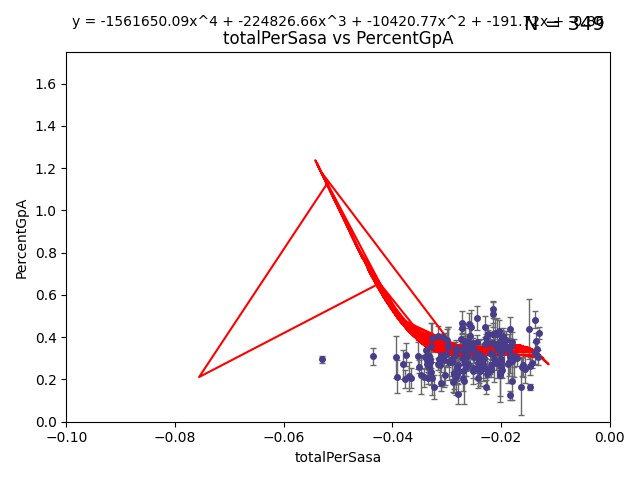 y = -1561650.09x^4 + -224826.66x^3 + -10420.77x^2 + -191.72x +
N = 349
totalPerSasa vs PercentGpA
PercentGpA
1.6
1.4
1.2
1.0
0.8
0.6
0.4
0.2
0.0
−0.10 −0.08 −0.06 −0.04 −0.02 0.00
totalPerSasa